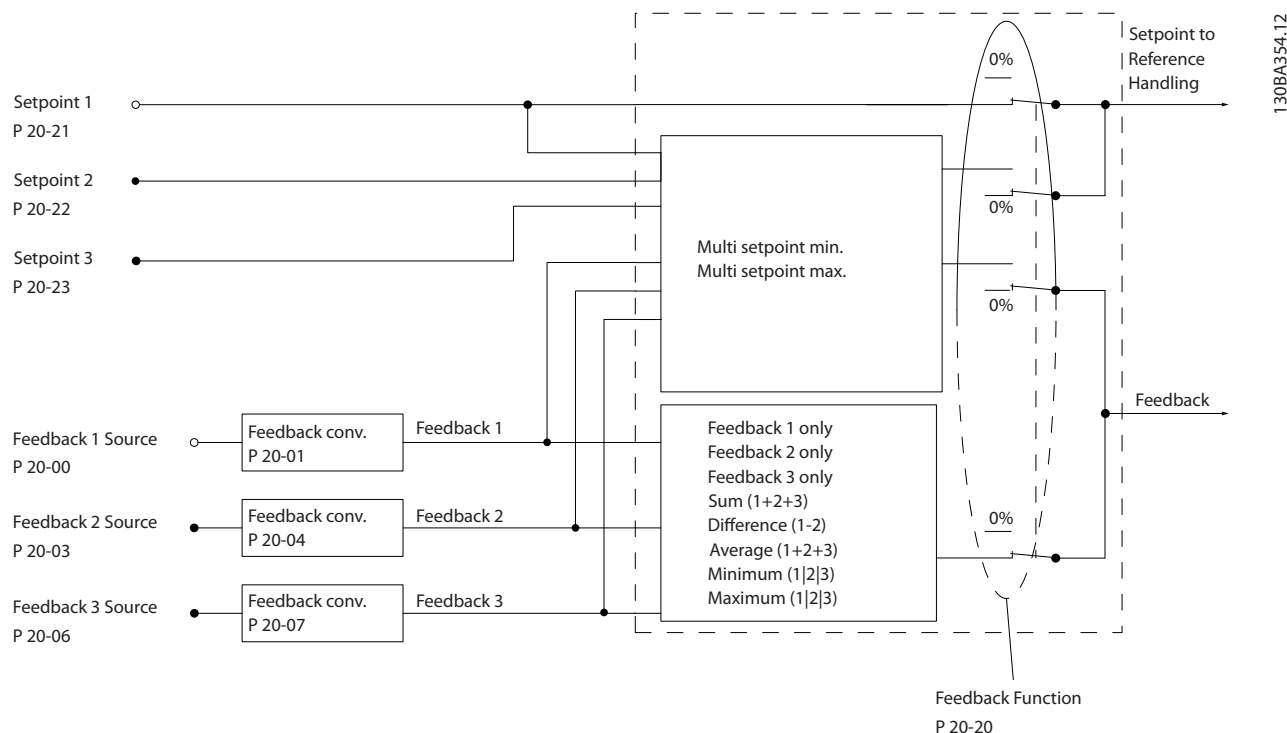 130BA354.12
Setpoint to
Reference
Handling
0%
Setpoint 1
P 20-21
Setpoint 2
P 20-22
0%
Setpoint 3
P 20-23
Multi setpoint min.
Multi setpoint max.
0%
Feedback
Feedback 1 Source
P 20-00
Feedback conv.
P 20-01
Feedback 1
Feedback 2 Source
P 20-03
Feedback conv.
P 20-04
Feedback 2
Feedback 3 Source
P 20-06
Feedback conv.
P 20-07
Feedback 3
Feedback 1 only
Feedback 2 only
Feedback 3 only
Sum (1+2+3)
Difference (1-2)
Average (1+2+3)
Minimum (1|2|3)
Maximum (1|2|3)
0%
Feedback Function
P 20-20